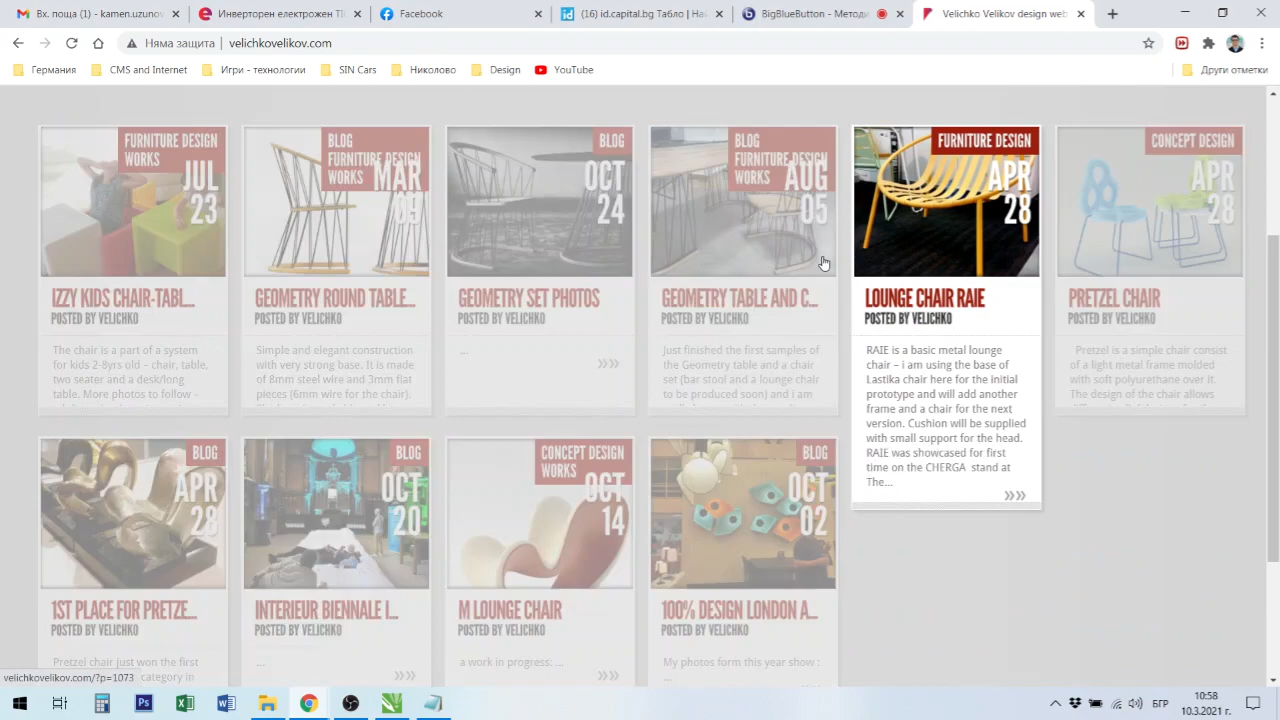 Вх. поща (1) - kamen.uzunov
Електронен TI
Facebook
(16) id.capital.bg Табло | На
BigBlueButton - Методи
Velichko Velikov design web
Няма защита | velichkovelikov.com
Германия
CMS and Internet
Игри - технологии
SIN Cars
Николово
Design
YouTube
Други отметки
FURNITURE DESIGN
WORKS
JUL
23
IZZY KIDS CHAIR-TABL...
POSTED BY VELICHKO
The chair is a part of a system
for kids 2-8yrs old – chair, table,
two seater and a desk/long
table. More photos to follow –
BLOG
FURNITURE DESIGN
WORKS
MAR
09
GEOMETRY ROUND TABLE...
POSTED BY VELICHKO
Simple and elegant construction
with very strong base. It is made
of 8mm steel wire and 3mm flat
pieces (6mm wire for the chair).
BLOG
OCT
24
GEOMETRY SET PHOTOS
POSTED BY VELICHKO
...
»»
BLOG
FURNITURE DESIGN
WORKS
AUG
05
GEOMETRY TABLE AND C...
POSTED BY VELICHKO
Just finished the first samples of
the Geometry table and a chair
set (bar stool and a lounge chair
to be produced soon) and i am
FURNITURE DESIGN
APR
28
LOUNGE CHAIR RAIE
POSTED BY VELICHKO
RAIE is a basic metal lounge
chair – i am using the base of
Lastika chair here for the initial
prototype and will add another
frame and a chair for the next
version. Cushion will be supplied
with small support for the head.
RAIE was showcased for first
time on the CHERGA stand at
The...
»»
CONCEPT DESIGN
APR
28
PRETZEL CHAIR
POSTED BY VELICHKO
Pretzel is a simple chair consist
of a light metal frame molded
with soft polyurethane over it.
The design of the chair allows
BLOG
APR
28
1ST PLACE FOR PRETZE...
POSTED BY VELICHKO
Pretzel chair just won the first
category in
BLOG
OCT
20
INTERIEUR BIENNALE I...
POSTED BY VELICHKO
...
»»
CONCEPT DESIGN
WORKS
OCT
14
M LOUNGE CHAIR
POSTED BY VELICHKO
a work in progress: ...
»»
BLOG
OCT
02
100% DESIGN LONDON A...
POSTED BY VELICHKO
My photos form this year show :
...
velichkovelikov.com/?p=1073
БГР
10:58
10.3.2021 г.